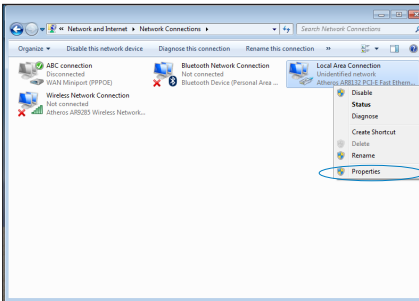 « Network and Internet ▸ Network Connections ▸
Search Network Connections
Organize ▼ Disable this network device Diagnose this connection Rename this connection »
ABC connection
Disconnected
WAN Miniport (PPPOE)
Bluetooth Network Connection
Not connected
Bluetooth Device (Personal Area ...
Local Area Connection
Unidentified network
Atheros AR8132 PCI-E Fast Ethern...
Wireless Network Connection
Not connected
Atheros AR9285 Wireless Network...
Disable
Status
Diagnose
Create Shortcut
Delete
Rename
Properties